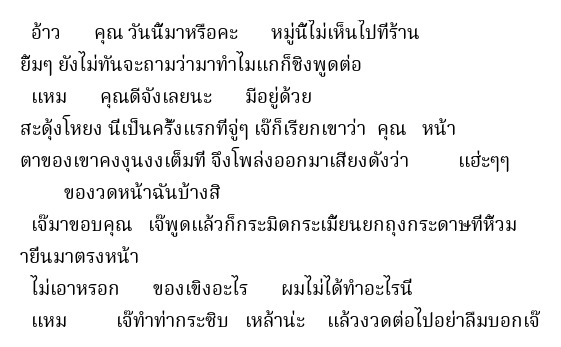 อ้าว คุณ วันนี้มาหรือคะ หมู่นี้ไม่เห็นไปที่ร้าน
ยิ้มๆ ยังไม่ทันจะถามว่ามาทำไมแกก็ชิงพูดต่อ
แหม คุณดีจังเลยนะ มีอยู่ด้วย
สะดุ้งโหยง นี่เป็นครั้งแรกที่จู่ๆ เจ๊ก็เรียกเขาว่า คุณ หน้า
ตาของเขาคงงุนงงเต็มที จึงโพล่งออกมาเสียงดังว่า แฮ่ะๆๆ
ของวดหน้าฉันบ้างสิ
เจ๊มาขอบคุณ เจ๊พูดแล้วก็กระมิดกระเมี้ยนยกถุงกระดาษที่หิ้วม
ายื่นมาตรงหน้า
ไม่เอาหรอก ของเขิงอะไร ผมไม่ได้ทำอะไรนี่
แหม เจ๊ทำท่ากระซิบ เหล้าน่ะ แล้วงวดต่อไปอย่าลืมบอกเจ๊